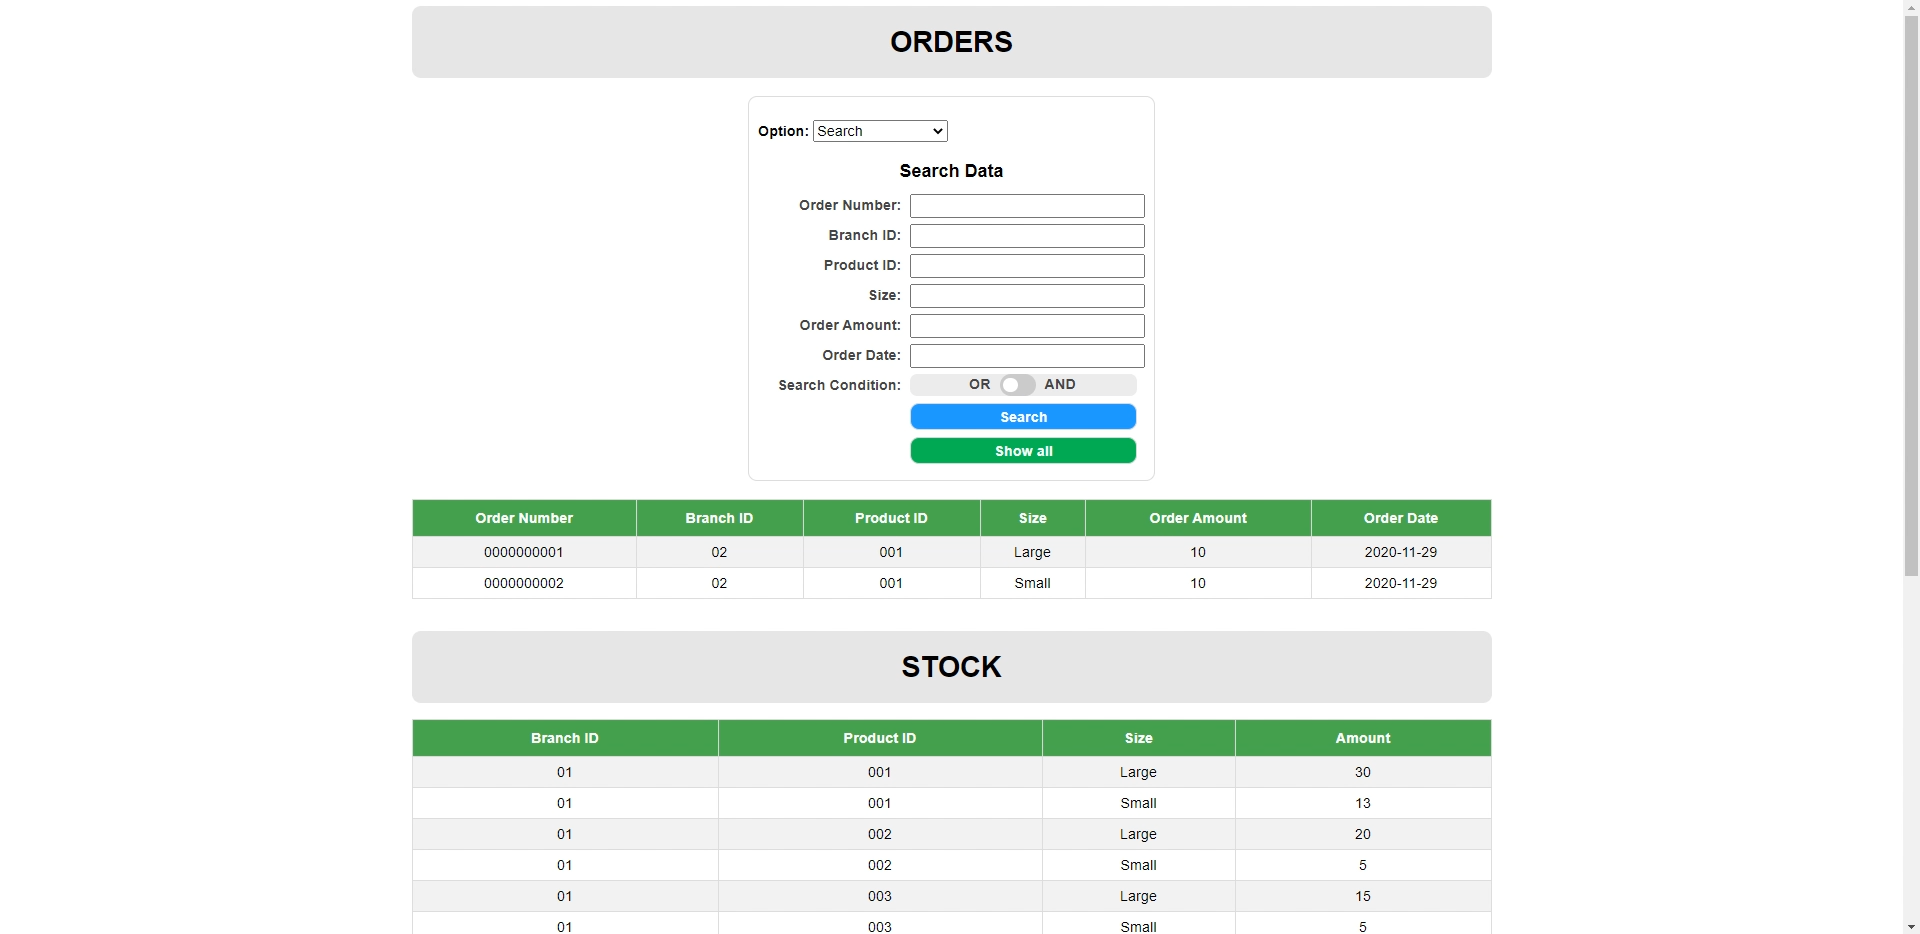 ORDERS
Option: Search
Search Data
Order Number:
Branch ID:
Product ID:
Size:
Order Amount:
Order Date:
Search Condition: OR AND
Search
Show all
Order Number Branch ID Product ID Size Order Amount Order Date
0000000001 02 001 Large 10 2020-11-29
0000000002 02 001 Small 10 2020-11-29
STOCK
Branch ID Product ID Size Amount
01 001 Large 30
01 001 Small 13
01 002 Large 20
01 002 Small 5
01 003 Large 15
01 003 Small 5